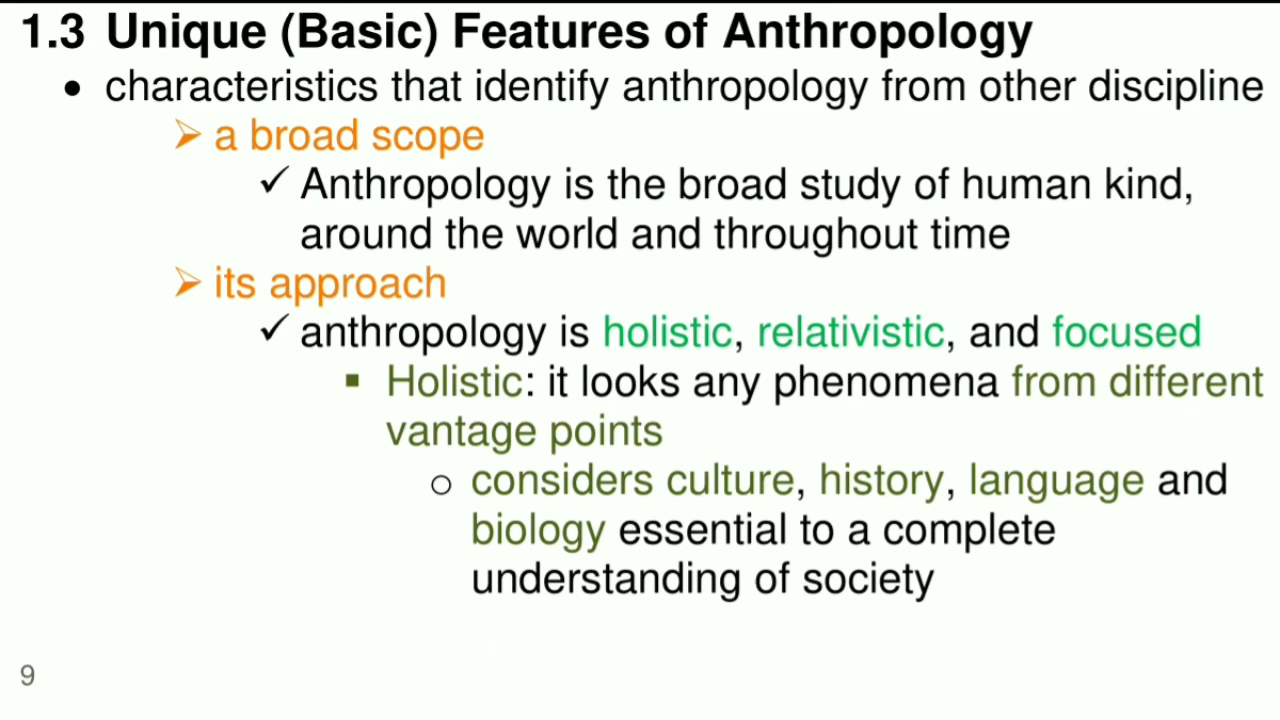 1.3 Unique (Basic) Features of Anthropology
• characteristics that identify anthropology from other discipline
➢ a broad scope
✓ Anthropology is the broad study of human kind,
around the world and throughout time
➢ its approach
✓ anthropology is holistic, relativistic, and focused
▪ Holistic: it looks any phenomena from different
vantage points
o considers culture, history, language and
biology essential to a complete
understanding of society
9